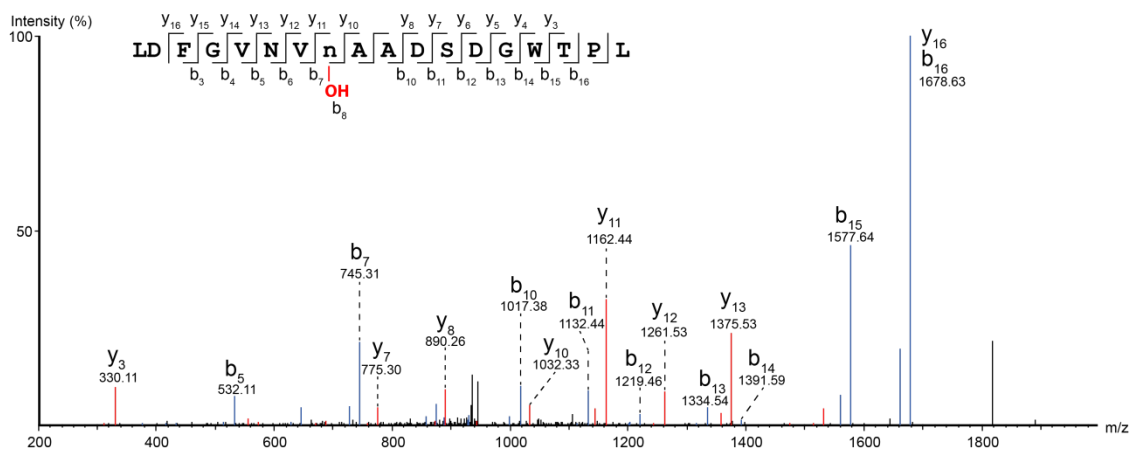 Intensity (%)
y16 y15 y14 y13 y12 y11 y10 y8 y7 y6 y5 y4 y3
LDFGVNVnAADSDGWTPL
b3 b4 b5 b6 b7 b10 b11 b12 b13 b14 b15 b16
OH
b8
100
50
y16
b16
1678.63
b15
1577.64
y11
1162.44
b7
745.31
y13
1375.53
y12
1261.53
b11
1132.44
b10
1017.38
y8
890.26
y10
1032.33
b14
1391.59
y3
330.11
b5
532.11
y7
775.30
b12
1219.46
b13
1334.54
200 400 600 800 1000 1200 1400 1600 1800 m/z